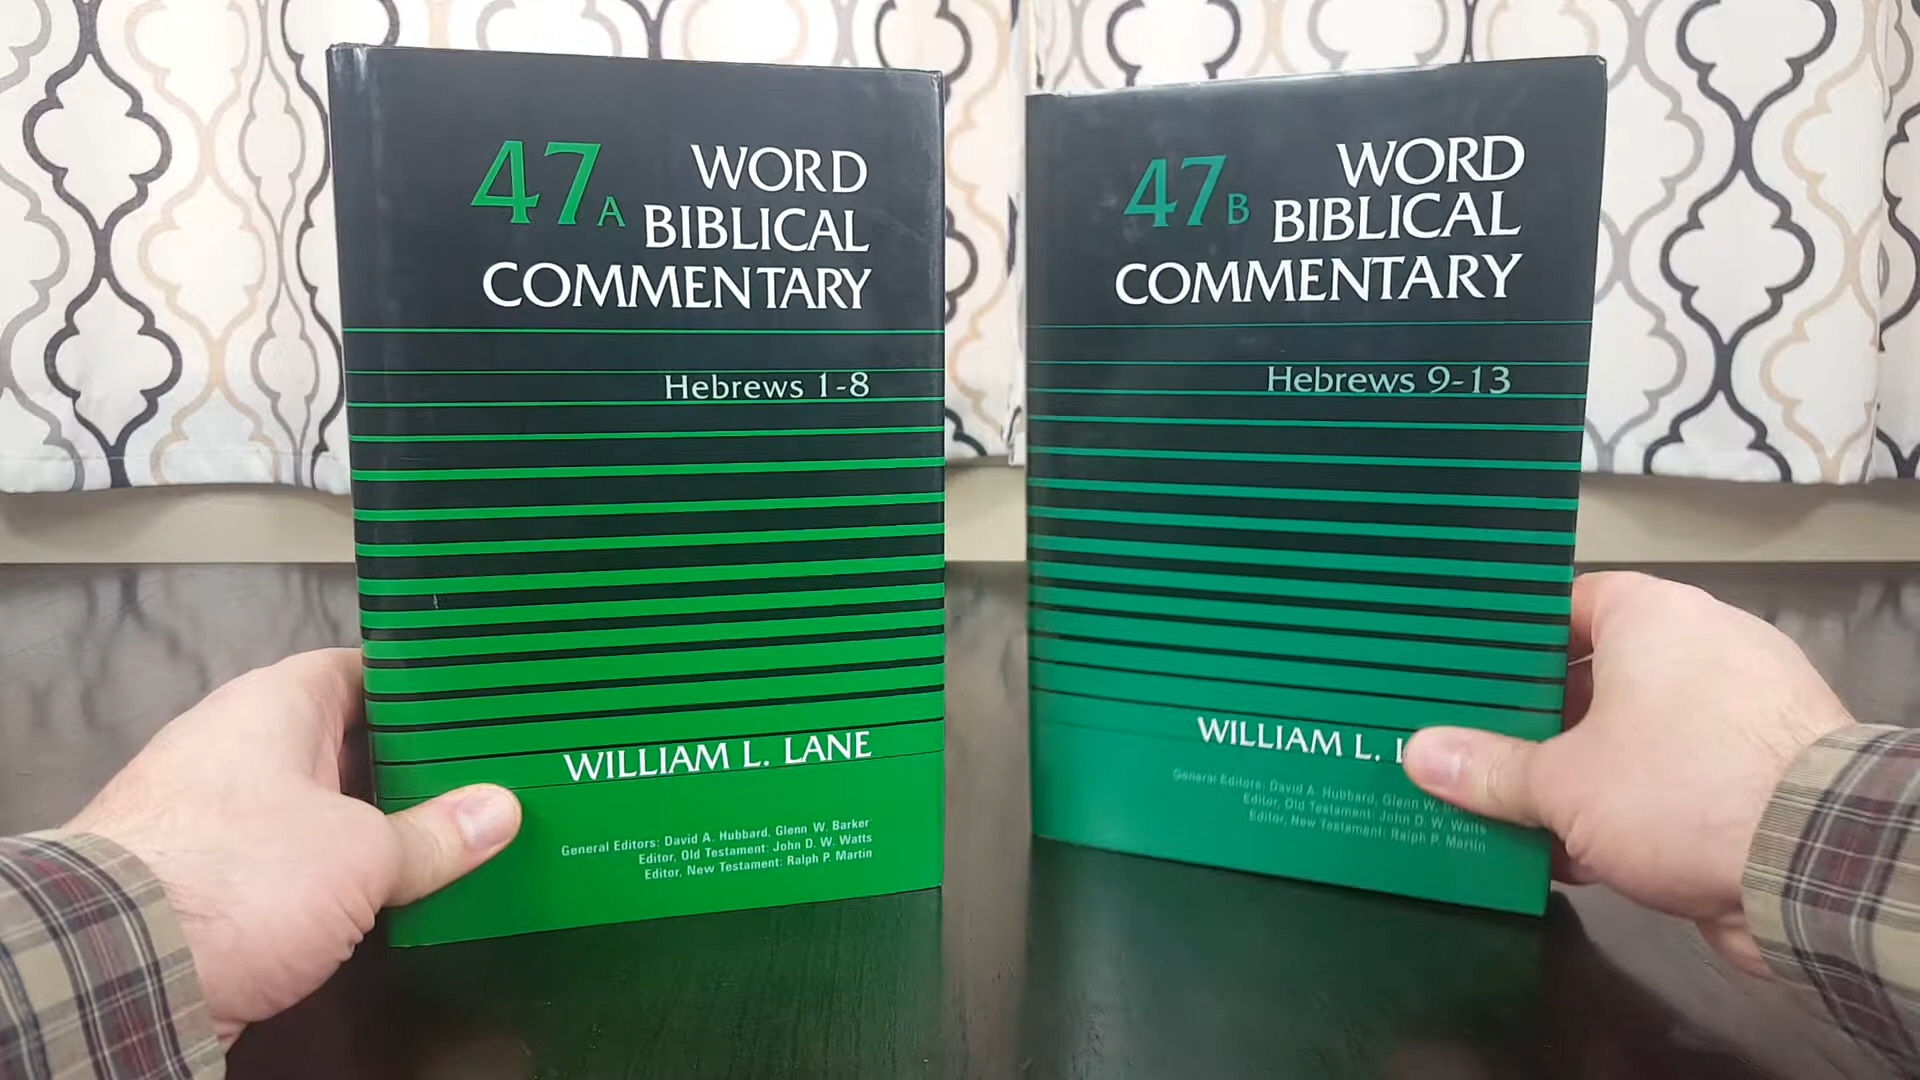 47A WORD
BIBLICAL
COMMENTARY
Hebrews 1-8
WILLIAM L. LANE
General Editors: David A. Hubbard, Glenn W. Barker
Editor, Old Testament: John D. W. Watts
Editor, New Testament: Ralph P. Martin
47B WORD
BIBLICAL
COMMENTARY
Hebrews 9-13
WILLIAM L.
General Editors: David A. Hubbard, Glenn W.
Editor, Old Testament: John D. W. Watts
Editor, New Testament: Ralph P. Martin